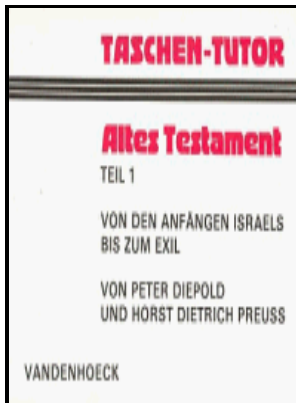 TASCHEN-TUTOR
Altes Testament
TEIL 1
VON DEN ANFÄNGEN ISRAELS
BIS ZUM EXIL
VON PETER DIEPOLD
UND HORST DIETRICH PREUSS
VANDENHOECK